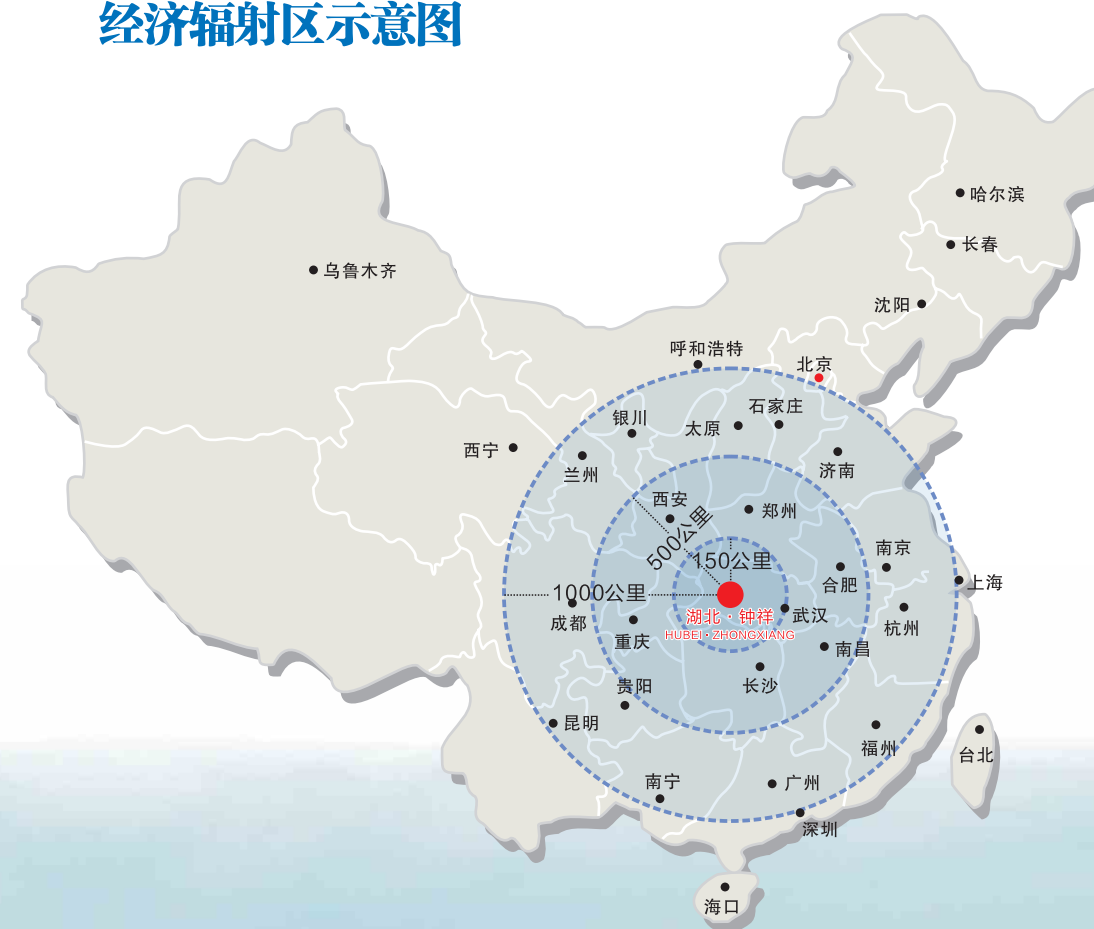 经济辐射区示意图
哈尔滨
长春
乌鲁木齐
沈阳
呼和浩特
北京
石家庄
银川
太原
西宁
济南
兰州
西安
郑州
500公里
南京
150公里
合肥
上海
1000公里
湖北·钟祥
武汉
成都
杭州
HUBEI·ZHONGXIANG
重庆
南昌
长沙
贵阳
昆明
福州
台北
南宁
广州
深圳
海口